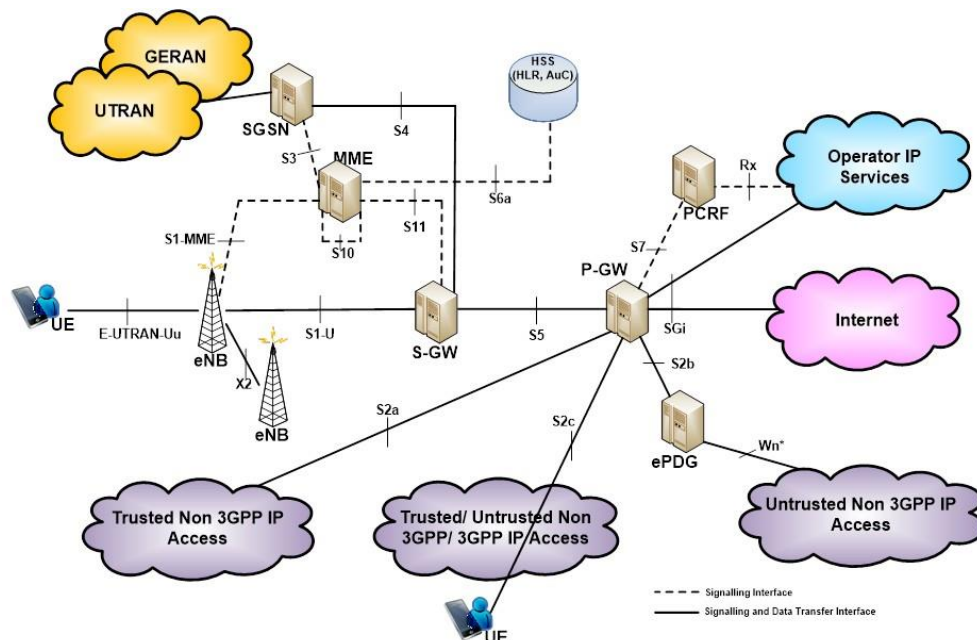 GERAN
UTRAN
SGSN
S4
S3
MME
HSS
(HLR, AuC)
S6a
S11
S10
S1-MME
Rx
Operator IP
Services
PCRF
S7
P-GW
UE
E-UTRAN-Uu
eNB
S1-U
S-GW
S5
SGi
Internet
X2
eNB
S2a
S2c
S2b
ePDG
Wn*
Trusted Non 3GPP IP
Access
Trusted/ Untrusted Non
3GPP/ 3GPP IP Access
Untrusted Non 3GPP IP
Access
UE
Signalling Interface
Signalling and Data Transfer Interface